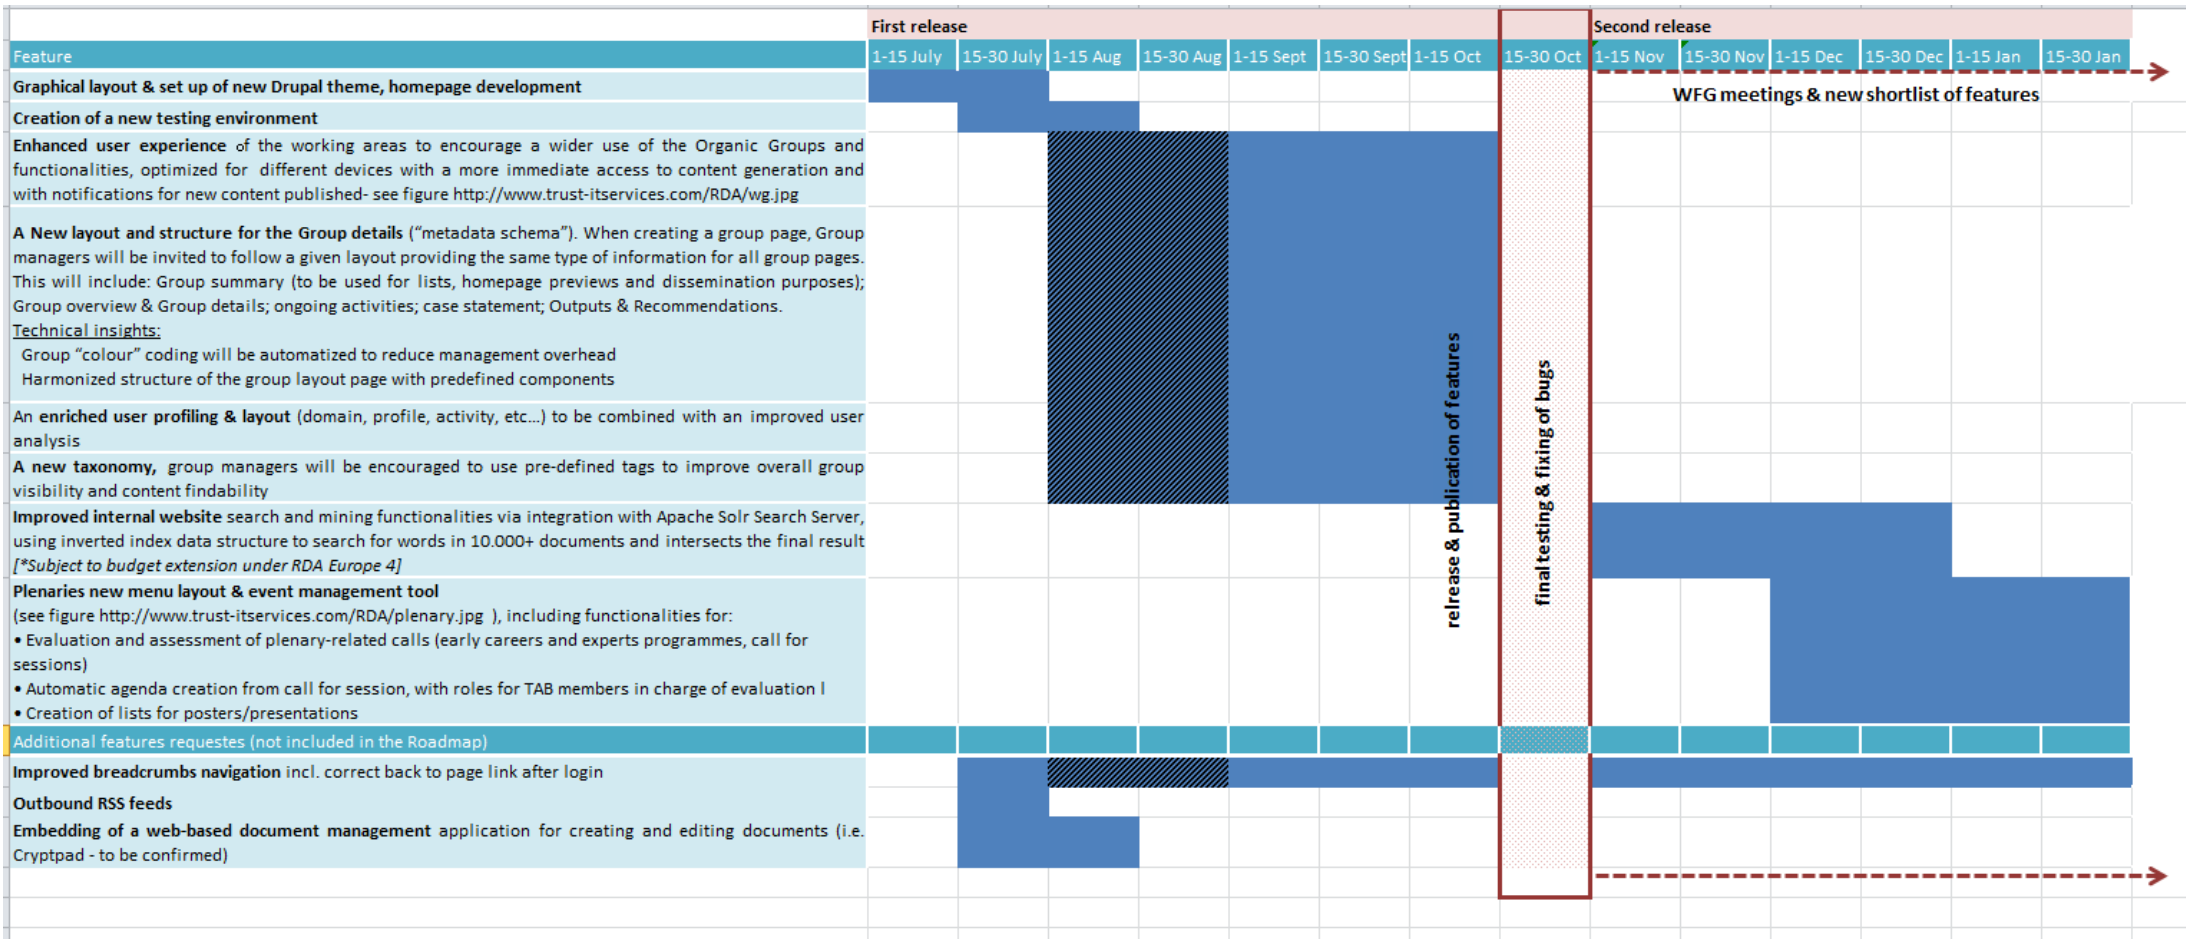 First release
Second release
Feature
1-15 July
15-30 July
1-15 Aug
15-30 Aug
1-15 Sept
15-30 Sept
1-15 Oct
15-30 Oct
1-15 Nov
15-30 Nov
1-15 Dec
15-30 Dec
1-15 Jan
15-30 Jan
Graphical layout & set up of new Drupal theme, homepage development
WFG meetings & new shortlist of features
Creation of a new testing environment
Enhanced user experience of the working areas to encourage a wider use of the Organic Groups and
functionalities, optimized for different devices with a more immediate access to content generation and
with notifications for new content published- see figure http://www.trust-itservices.com/RDA/wg.jpg
A New layout and structure for the Group details (“metadata schema”). When creating a group page, Group
managers will be invited to follow a given layout providing the same type of information for all group pages.
This will include: Group summary (to be used for lists, homepage previews and dissemination purposes);
Group overview & Group details; ongoing activities; case statement; Outputs & Recommendations.
Technical insights:
Group “colour” coding will be automatized to reduce management overhead
Harmonized structure of the group layout page with predefined components
An enriched user profiling & layout (domain, profile, activity, etc…) to be combined with an improved user
analysis
A new taxonomy, group managers will be encouraged to use pre-defined tags to improve overall group
visibility and content findability
relrease & publication of features
final testing & fixing of bugs
Improved internal website search and mining functionalities via integration with Apache Solr Search Server,
using inverted index data structure to search for words in 10.000+ documents and intersects the final result
[*Subject to budget extension under RDA Europe 4]
Plenaries new menu layout & event management tool
(see figure http://www.trust-itservices.com/RDA/plenary.jpg ), including functionalities for:
• Evaluation and assessment of plenary-related calls (early careers and experts programmes, call for
sessions)
• Automatic agenda creation from call for session, with roles for TAB members in charge of evaluation l
• Creation of lists for posters/presentations
Additional features requestes (not included in the Roadmap)
Improved breadcrumbs navigation incl. correct back to page link after login
Outbound RSS feeds
Embedding of a web-based document management application for creating and editing documents (i.e.
Cryptpad - to be confirmed)